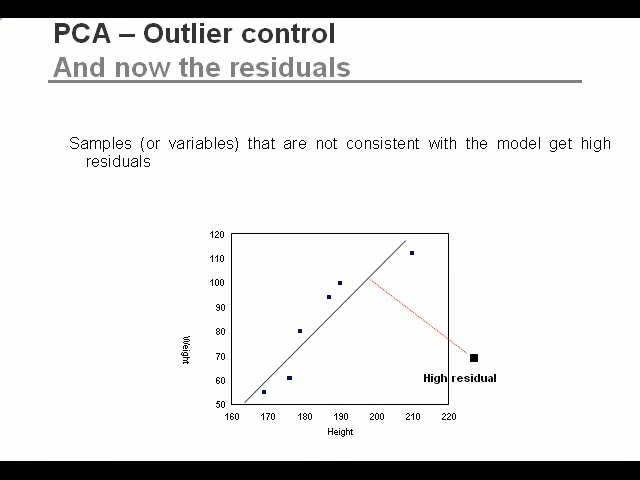 PCA – Outlier control
And now the residuals
Samples (or variables) that are not consistent with the model get high
residuals
120
110
100
90
80
70
60
50
Weight
High residual
160 170 180 190 200 210 220
Height